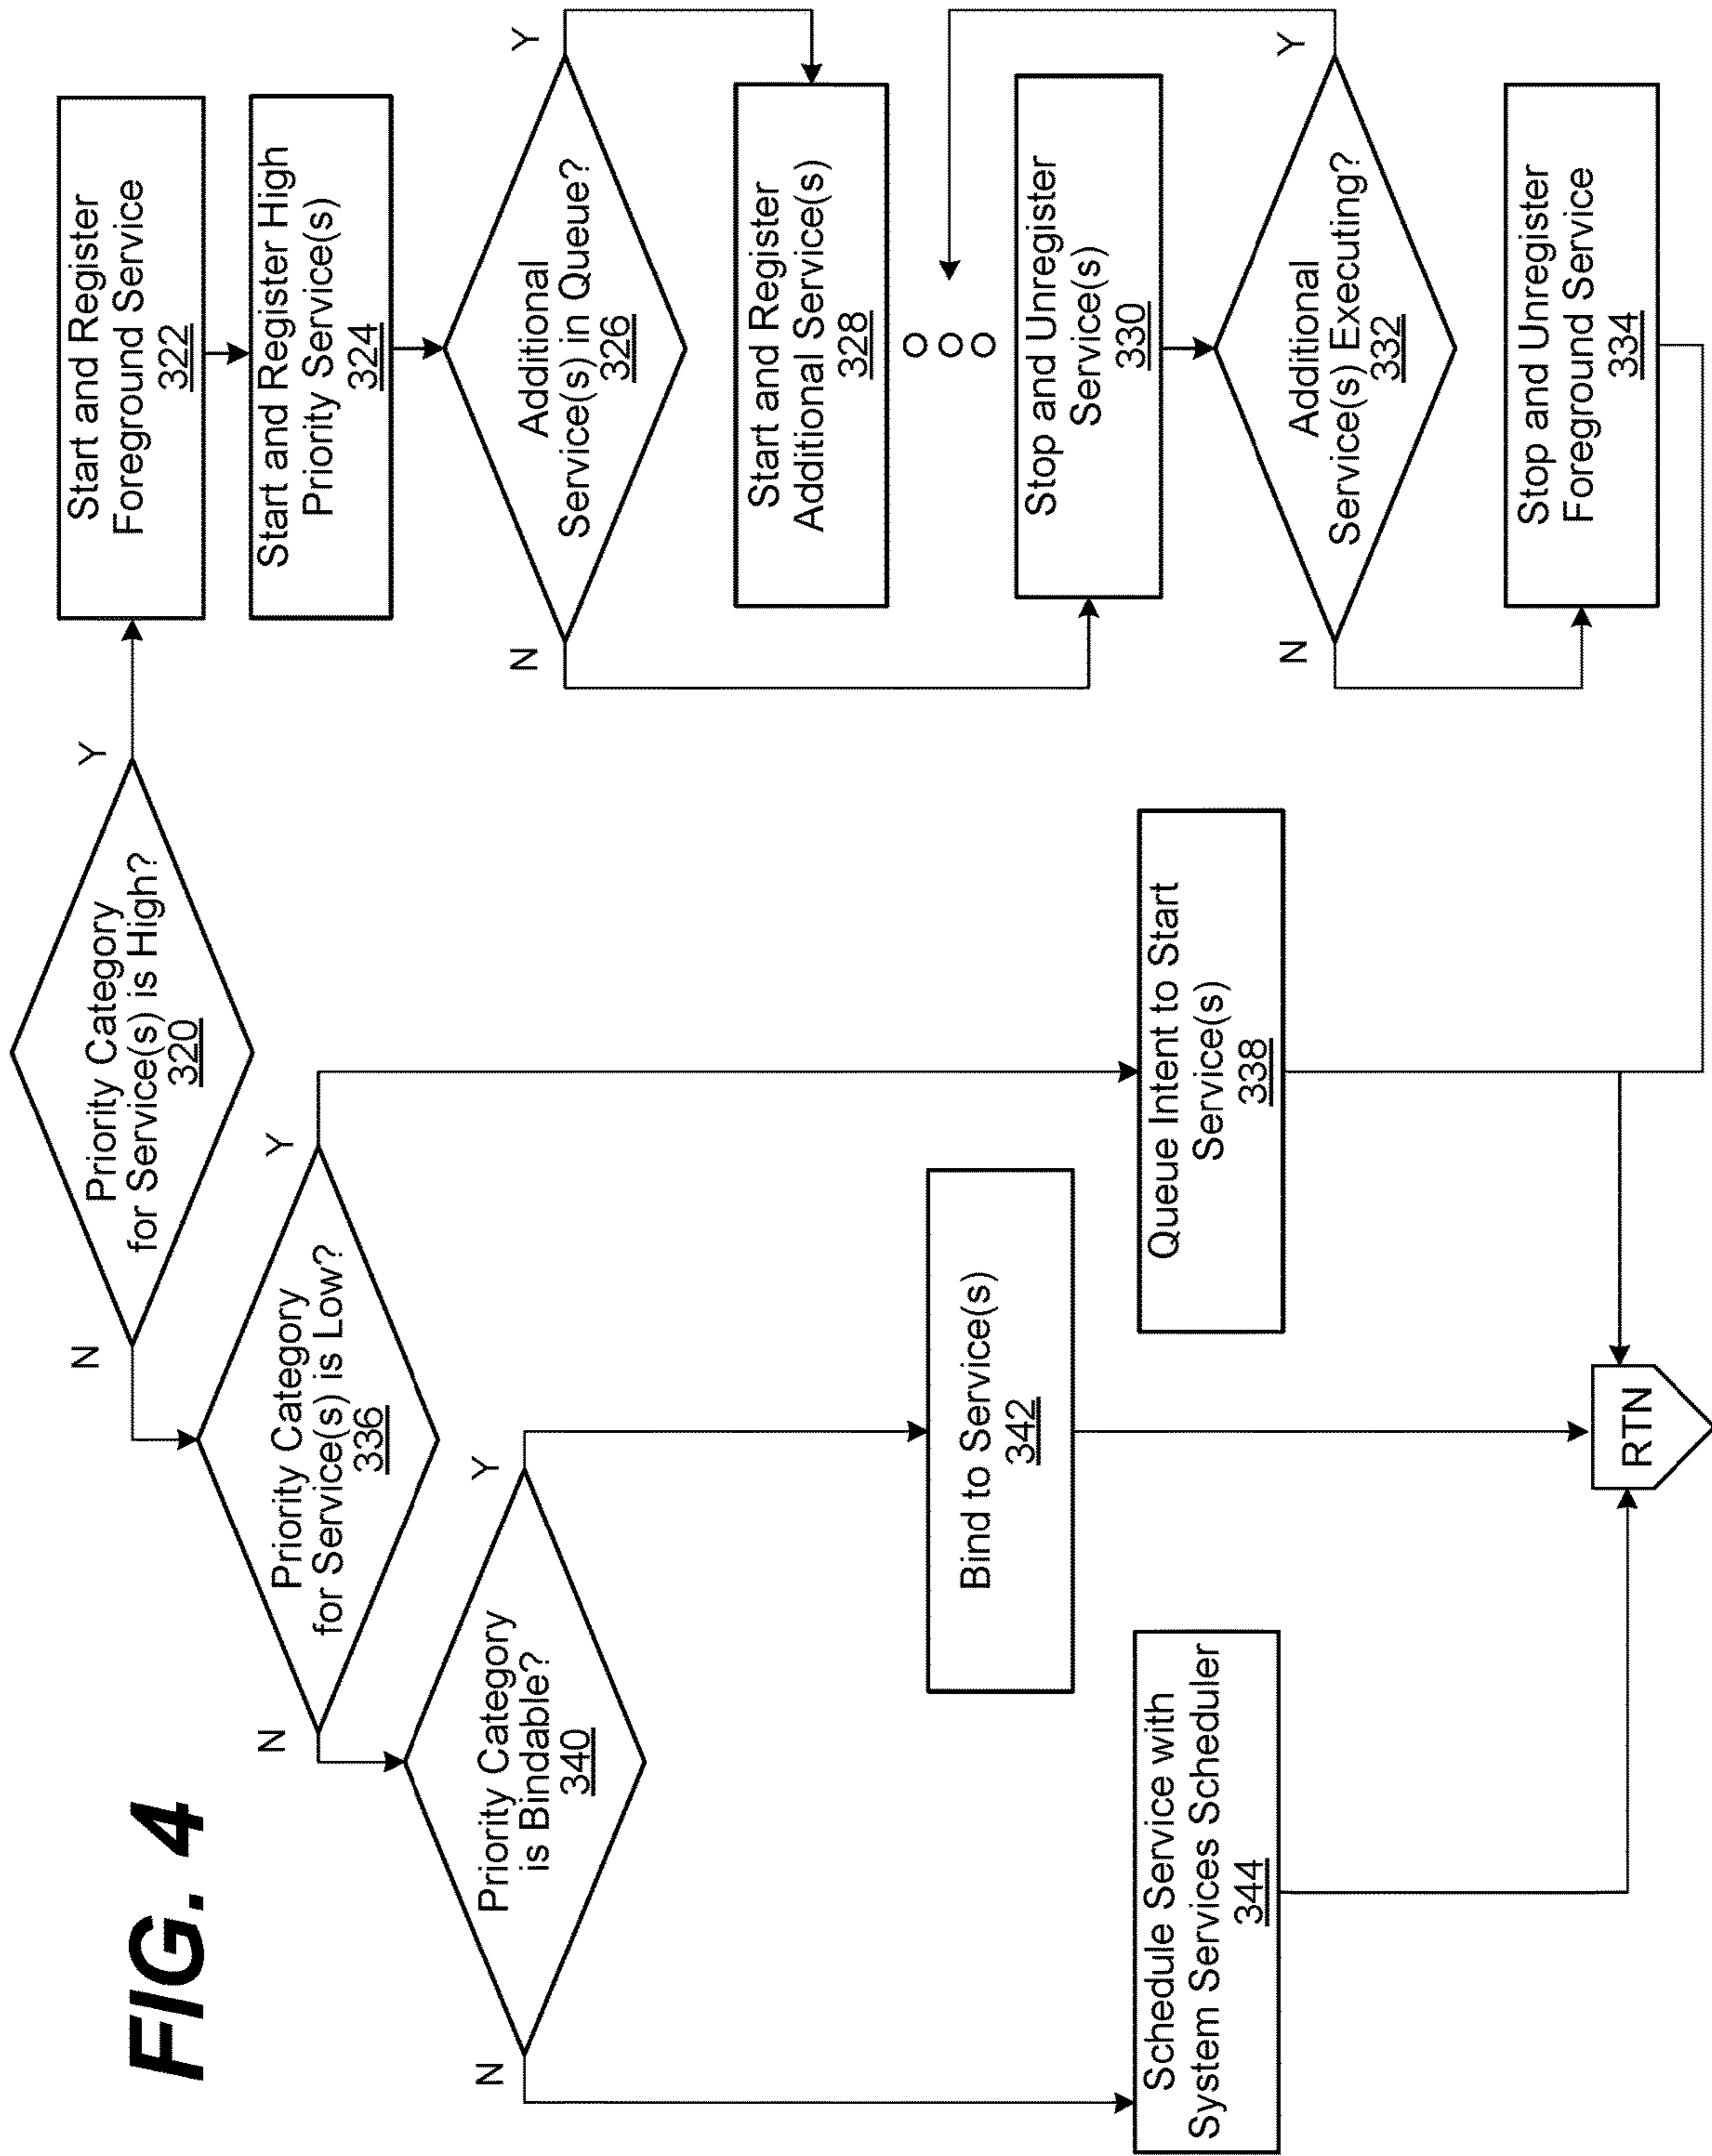 FIG. 4
Priority Category
for Service(s) is High?
320
Y
N
Start and Register
Foreground Service
322
Start and Register High
Priority Service(s)
324
Additional
Service(s) in Queue?
326
Y
N
Start and Register
Additional Service(s)
328
Stop and Unregister
Service(s)
330
Additional
Service(s) Executing?
332
Y
N
Stop and Unregister
Foreground Service
334
Priority Category
for Service(s) is Low?
336
Y
N
Queue Intent to Start
Service(s)
338
Priority Category
is Bindable?
340
Y
N
Bind to Service(s)
342
Schedule Service with
System Services Scheduler
344
RTN